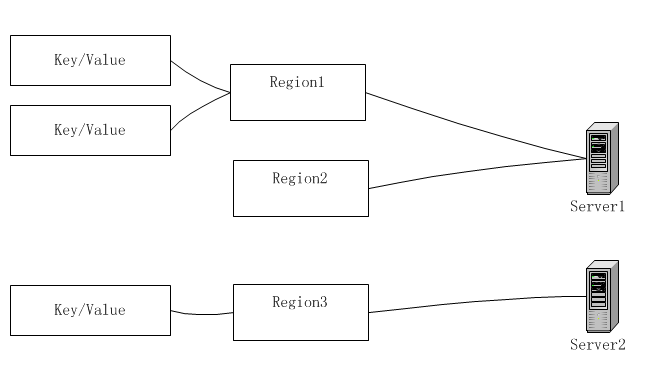 Key/Value
Region1
Key/Value
Region2
Server1
Key/Value
Region3
Server2